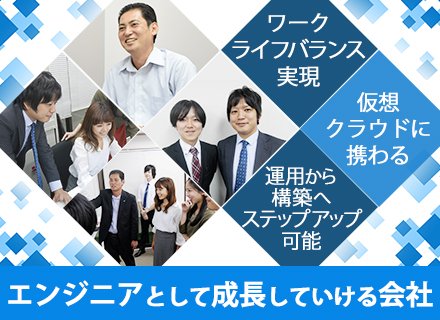 ワーク
ライフバランス
実現
仮想
クラウドに
携わる
運用から
構築へ
ステップアップ
可能
エンジニアとして成長していける会社